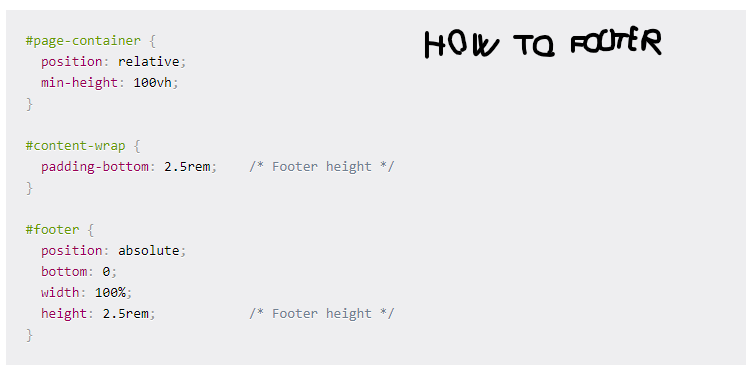 HOW TO FOOTER
#page-container {
  position: relative;
  min-height: 100vh;
}
#content-wrap {
  padding-bottom: 2.5rem;    /* Footer height */
}
#footer {
  position: absolute;
  bottom: 0;
  width: 100%;
  height: 2.5rem;            /* Footer height */
}